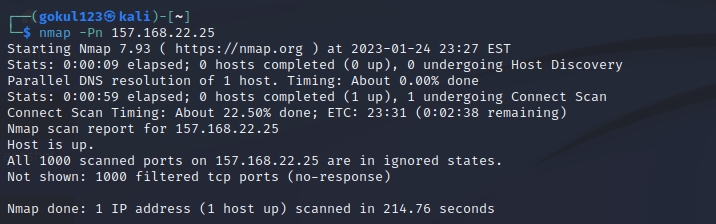 ┌──(gokul123㉿kali)-[~]
└─$ nmap -Pn 157.168.22.25
Starting Nmap 7.93 ( https://nmap.org ) at 2023-01-24 23:27 EST
Stats: 0:00:09 elapsed; 0 hosts completed (0 up), 0 undergoing Host Discovery
Parallel DNS resolution of 1 host. Timing: About 0.00% done
Stats: 0:00:59 elapsed; 0 hosts completed (1 up), 1 undergoing Connect Scan
Connect Scan Timing: About 22.50% done; ETC: 23:31 (0:02:38 remaining)
Nmap scan report for 157.168.22.25
Host is up.
All 1000 scanned ports on 157.168.22.25 are in ignored states.
Not shown: 1000 filtered tcp ports (no-response)
Nmap done: 1 IP address (1 host up) scanned in 214.76 seconds